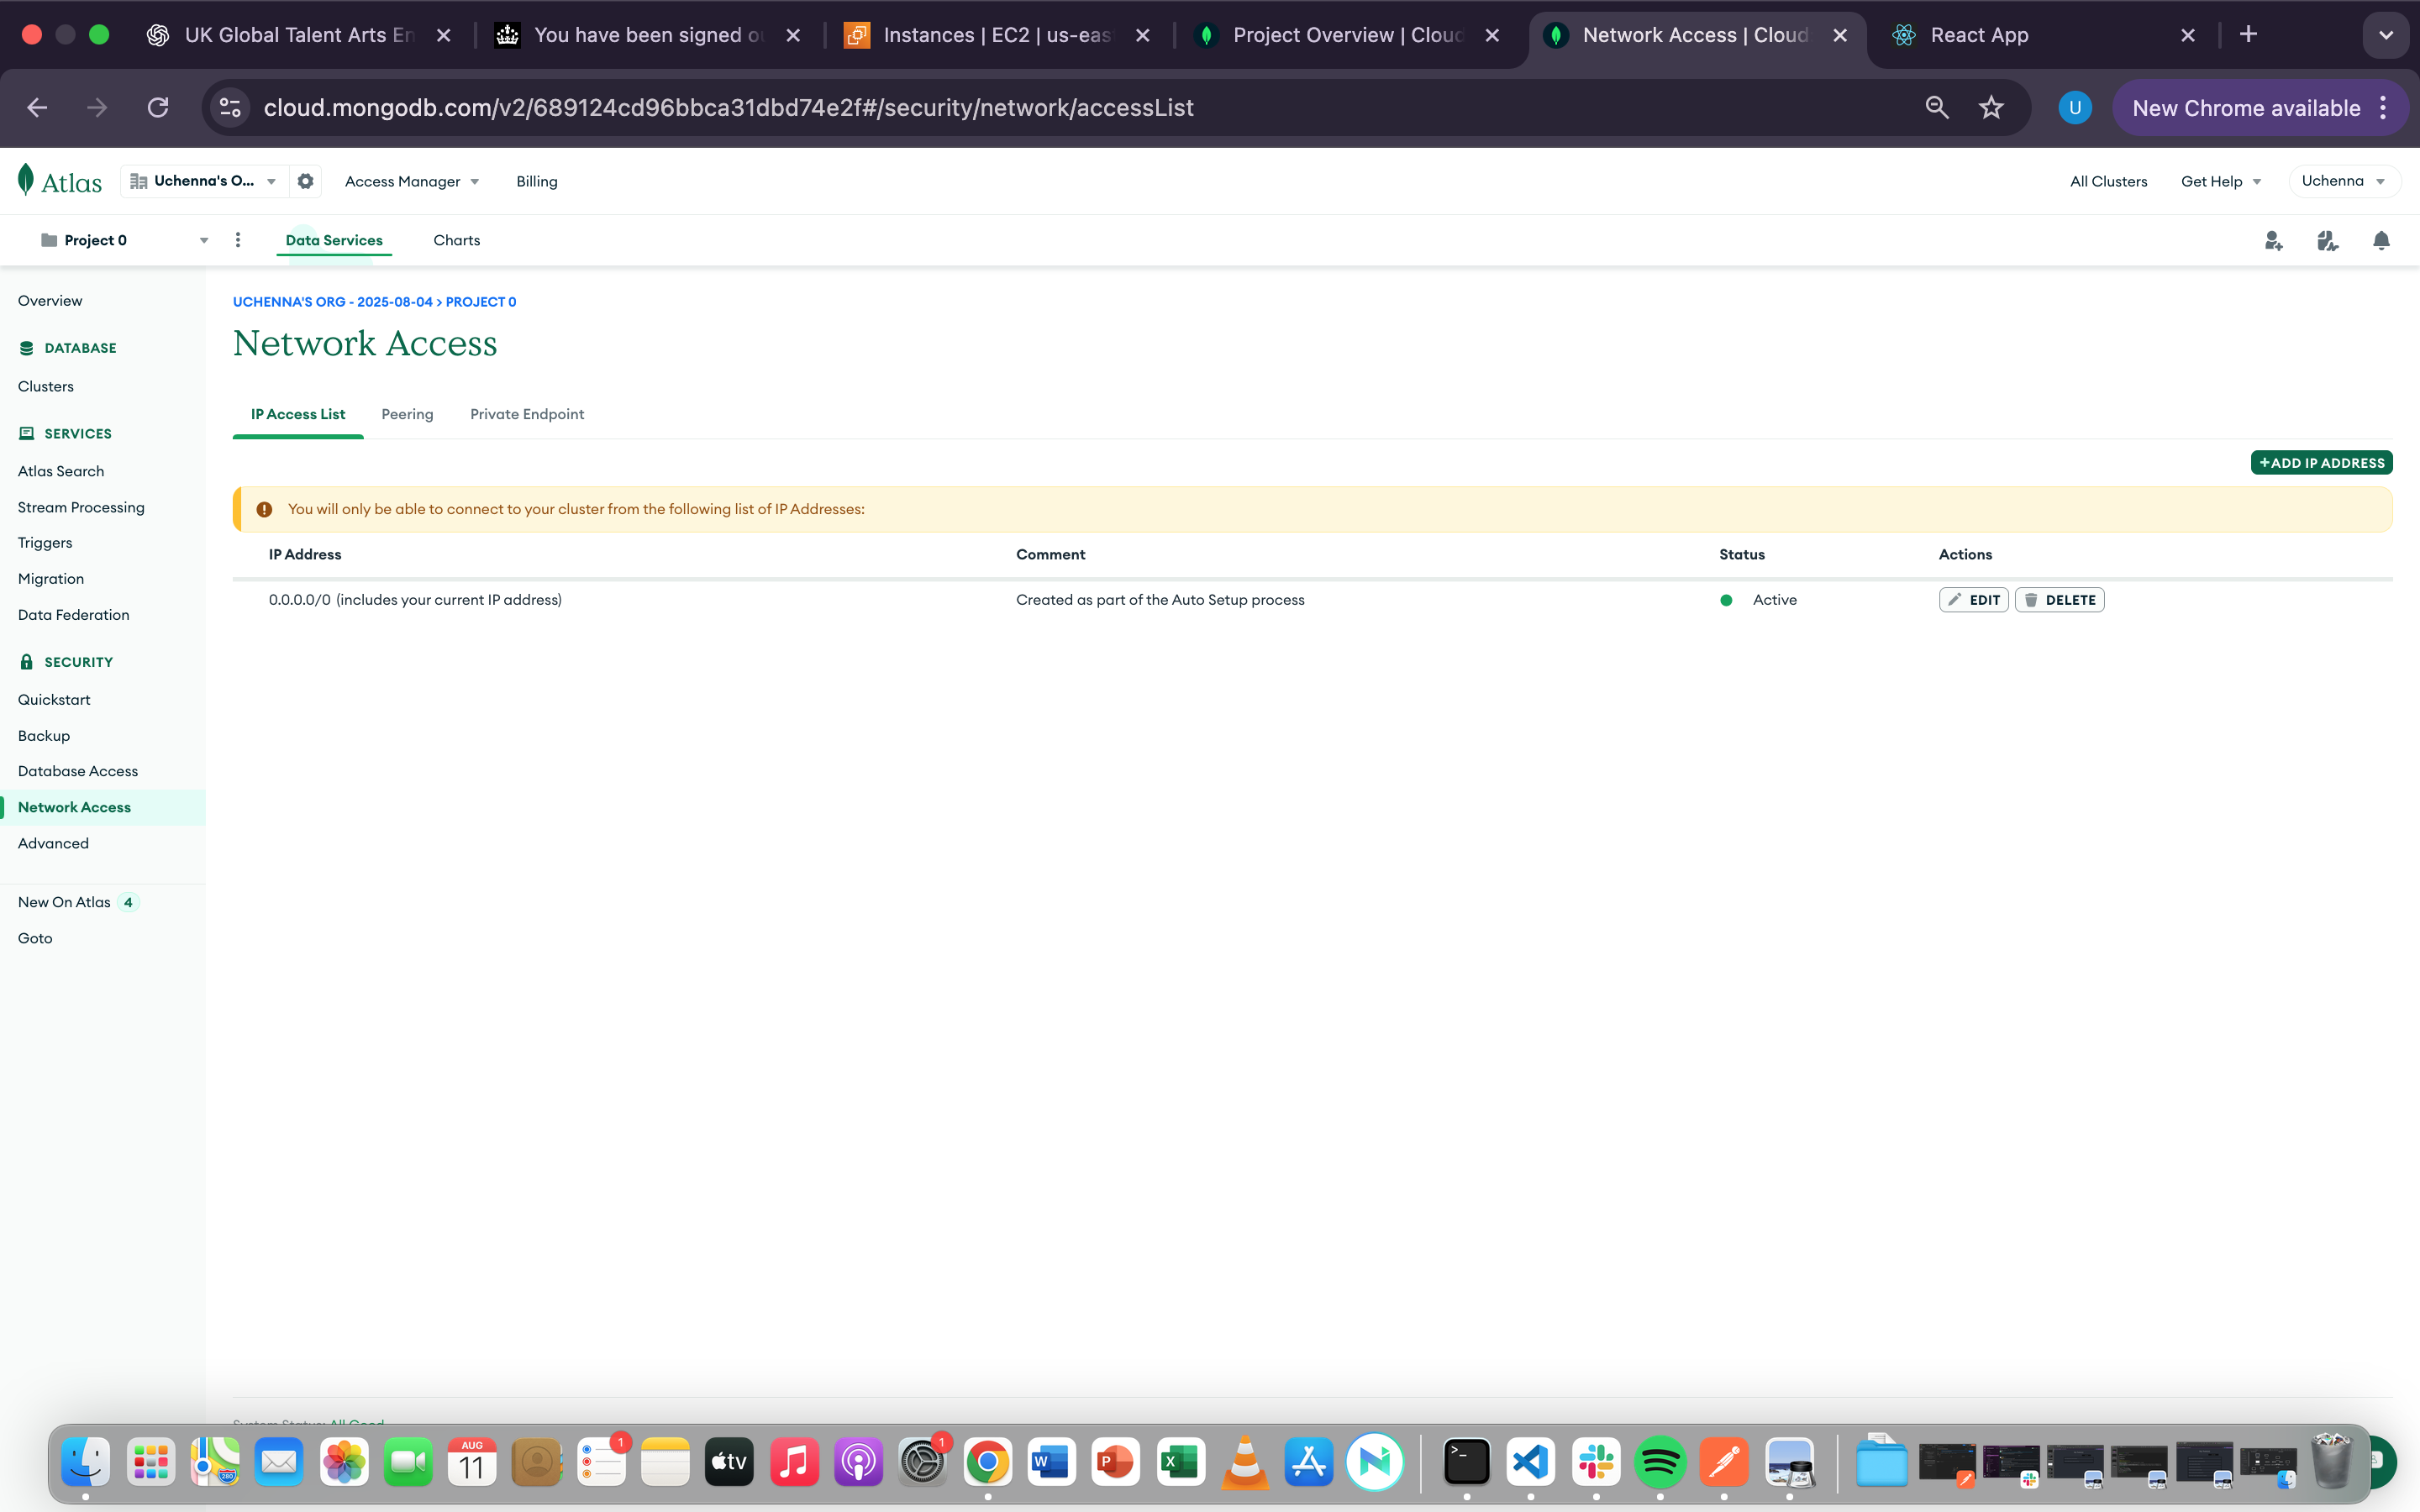 UK Global Talent Arts En
You have been signed ou
Instances | EC2 | us-eas
Project Overview | Cloud
Network Access | Cloud
React App
cloud.mongodb.com/v2/689124cd96bbca31dbd74e2f#/security/network/accessList
U
New Chrome available
Atlas
Uchenna's O...
Access Manager
Billing
All Clusters
Get Help
Uchenna
Project 0
Data Services
Charts
Overview
DATABASE
Clusters
SERVICES
Atlas Search
Stream Processing
Triggers
Migration
Data Federation
SECURITY
Quickstart
Backup
Database Access
Network Access
Advanced
New On Atlas 4
Goto
UCHENNA'S ORG - 2025-08-04 > PROJECT 0
Network Access
IP Access List
Peering
Private Endpoint
+ADD IP ADDRESS
You will only be able to connect to your cluster from the following list of IP Addresses:
IP Address
Comment
Status
Actions
0.0.0.0/0 (includes your current IP address)
Created as part of the Auto Setup process
Active
EDIT
DELETE
System Status: All Good
280
AUG
11
1
tv
1
W
P
X
>_